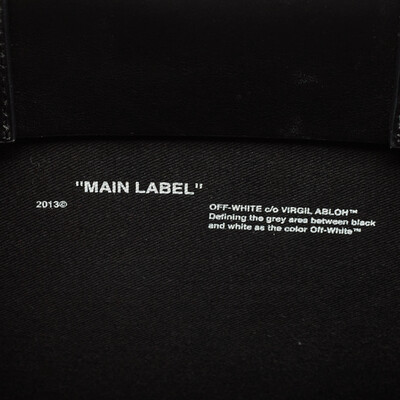 "MAIN LABEL"
2013©
OFF-WHITE c/o VIRGIL ABLOH™
Defining the grey area between black
and white as the color Off-White™